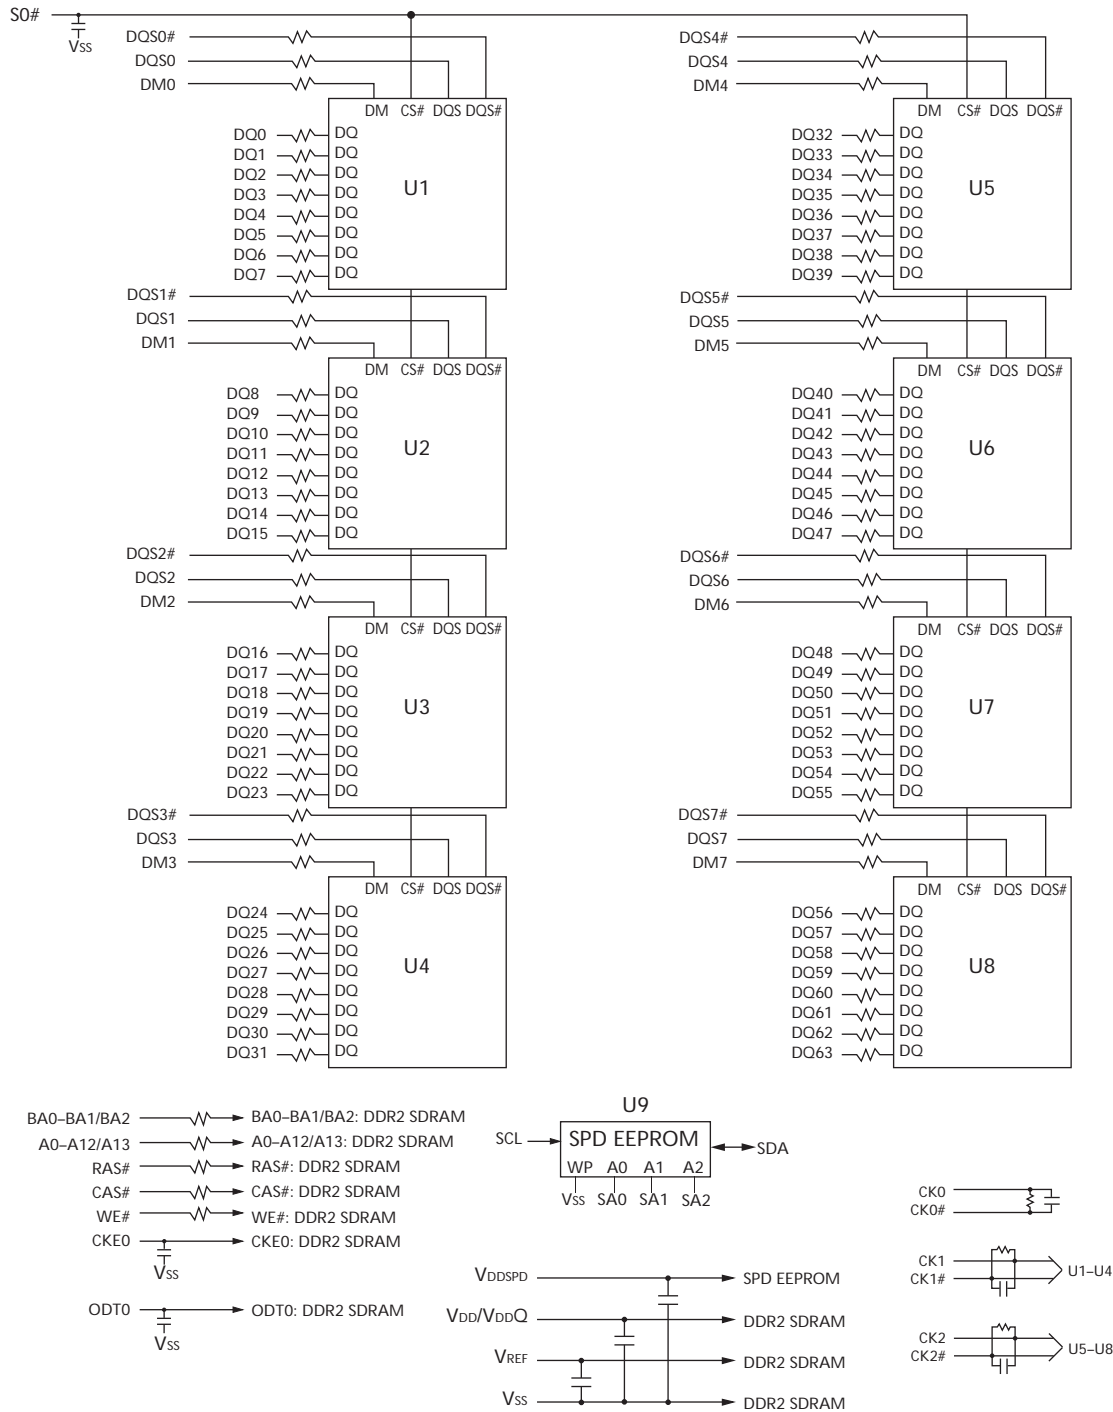 S0#
Vss
DQS0#
DQS0
DM0
DM CS# DQS DQS#
DQ0 DQ
DQ1 DQ
DQ2 DQ
DQ3 DQ
DQ4 DQ
DQ5 DQ
DQ6 DQ
DQ7 DQ
U1
DQS1#
DQS1
DM1
DM CS# DQS DQS#
DQ8 DQ
DQ9 DQ
DQ10 DQ
DQ11 DQ
DQ12 DQ
DQ13 DQ
DQ14 DQ
DQ15 DQ
U2
DQS2#
DQS2
DM2
DM CS# DQS DQS#
DQ16 DQ
DQ17 DQ
DQ18 DQ
DQ19 DQ
DQ20 DQ
DQ21 DQ
DQ22 DQ
DQ23 DQ
U3
DQS3#
DQS3
DM3
DM CS# DQS DQS#
DQ24 DQ
DQ25 DQ
DQ26 DQ
DQ27 DQ
DQ28 DQ
DQ29 DQ
DQ30 DQ
DQ31 DQ
U4
DQS4#
DQS4
DM4
DM CS# DQS DQS#
DQ32 DQ
DQ33 DQ
DQ34 DQ
DQ35 DQ
DQ36 DQ
DQ37 DQ
DQ38 DQ
DQ39 DQ
U5
DQS5#
DQS5
DM5
DM CS# DQS DQS#
DQ40 DQ
DQ41 DQ
DQ42 DQ
DQ43 DQ
DQ44 DQ
DQ45 DQ
DQ46 DQ
DQ47 DQ
U6
DQS6#
DQS6
DM6
DM CS# DQS DQS#
DQ48 DQ
DQ49 DQ
DQ50 DQ
DQ51 DQ
DQ52 DQ
DQ53 DQ
DQ54 DQ
DQ55 DQ
U7
DQS7#
DQS7
DM7
DM CS# DQS DQS#
DQ56 DQ
DQ57 DQ
DQ58 DQ
DQ59 DQ
DQ60 DQ
DQ61 DQ
DQ62 DQ
DQ63 DQ
U8
BA0–BA1/BA2 BA0–BA1/BA2: DDR2 SDRAM
A0–A12/A13 A0–A12/A13: DDR2 SDRAM
RAS# RAS#: DDR2 SDRAM
CAS# CAS#: DDR2 SDRAM
WE# WE#: DDR2 SDRAM
CKE0 CKE0: DDR2 SDRAM
Vss
ODT0 ODT0: DDR2 SDRAM
Vss
U9
SCL SPD EEPROM SDA
WP A0 A1 A2
Vss SA0 SA1 SA2
VDDSPD SPD EEPROM
VDD/VDDQ DDR2 SDRAM
VREF DDR2 SDRAM
Vss DDR2 SDRAM
CK0
CK0#
CK1
CK1#
U1–U4
CK2
CK2#
U5–U8